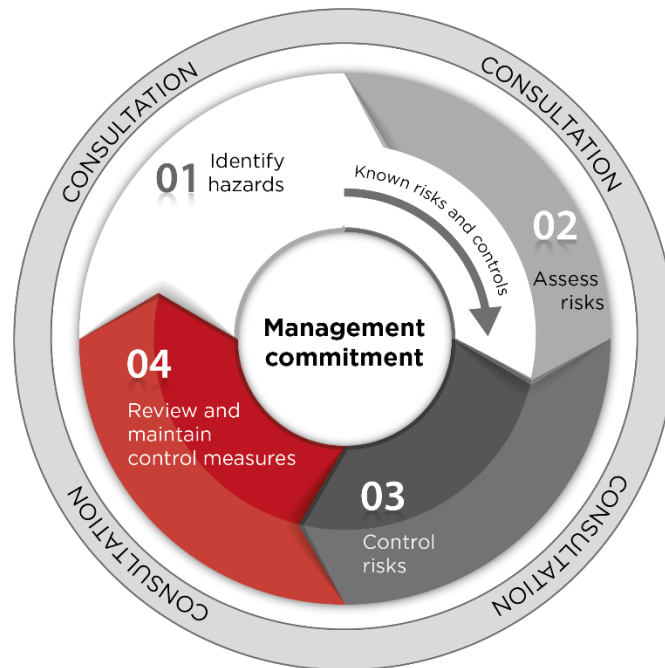 CONSULTATION
CONSULTATION
01
Identify
hazards
Known risks and controls
02
Assess
risks
Management
commitment
04
Review and
maintain
control measures
03
Control
risks
CONSULTATION
CONSULTATION